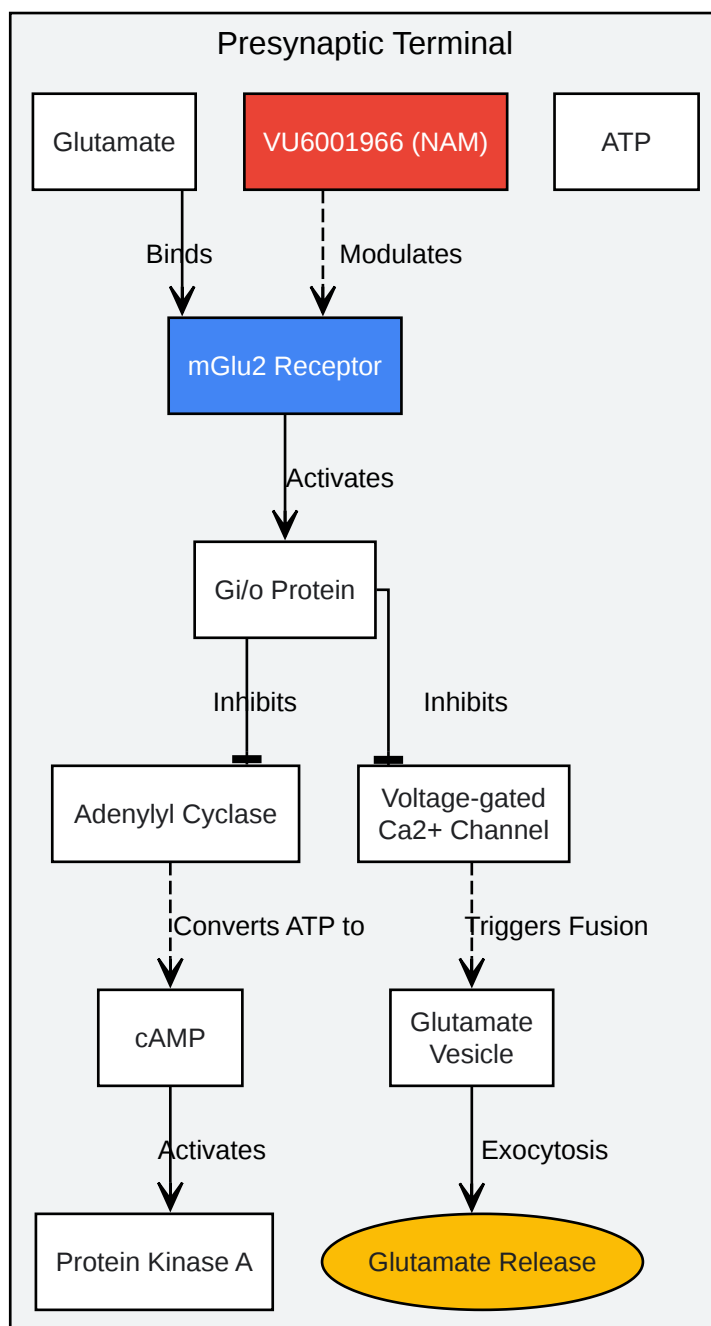 Presynaptic Terminal
Glutamate
VU6001966 (NAM)
ATP
Binds
Modulates
mGlu2 Receptor
Activates
Gi/o Protein
Inhibits
Inhibits
Adenylyl Cyclase
Voltage-gated
Ca2+ Channel
Converts ATP to
Triggers Fusion
cAMP
Glutamate
Vesicle
Activates
Exocytosis
Protein Kinase A
Glutamate Release